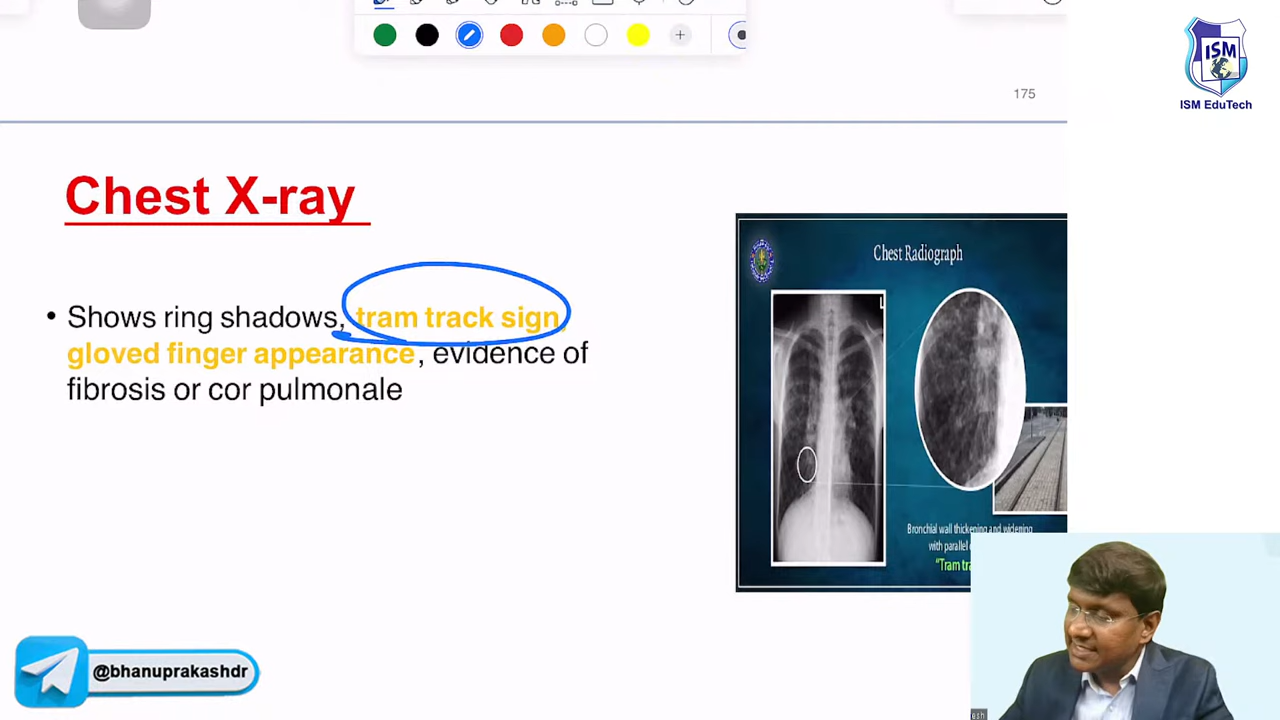 ISM
ISM EduTech
175
Chest X-ray
• Shows ring shadows, tram track sign,
gloved finger appearance, evidence of
fibrosis or cor pulmonale
Chest Radiograph
L
Bronchial wall thickening and widening
with parallel
"Tram tra
@bhanuprakashdr
esh